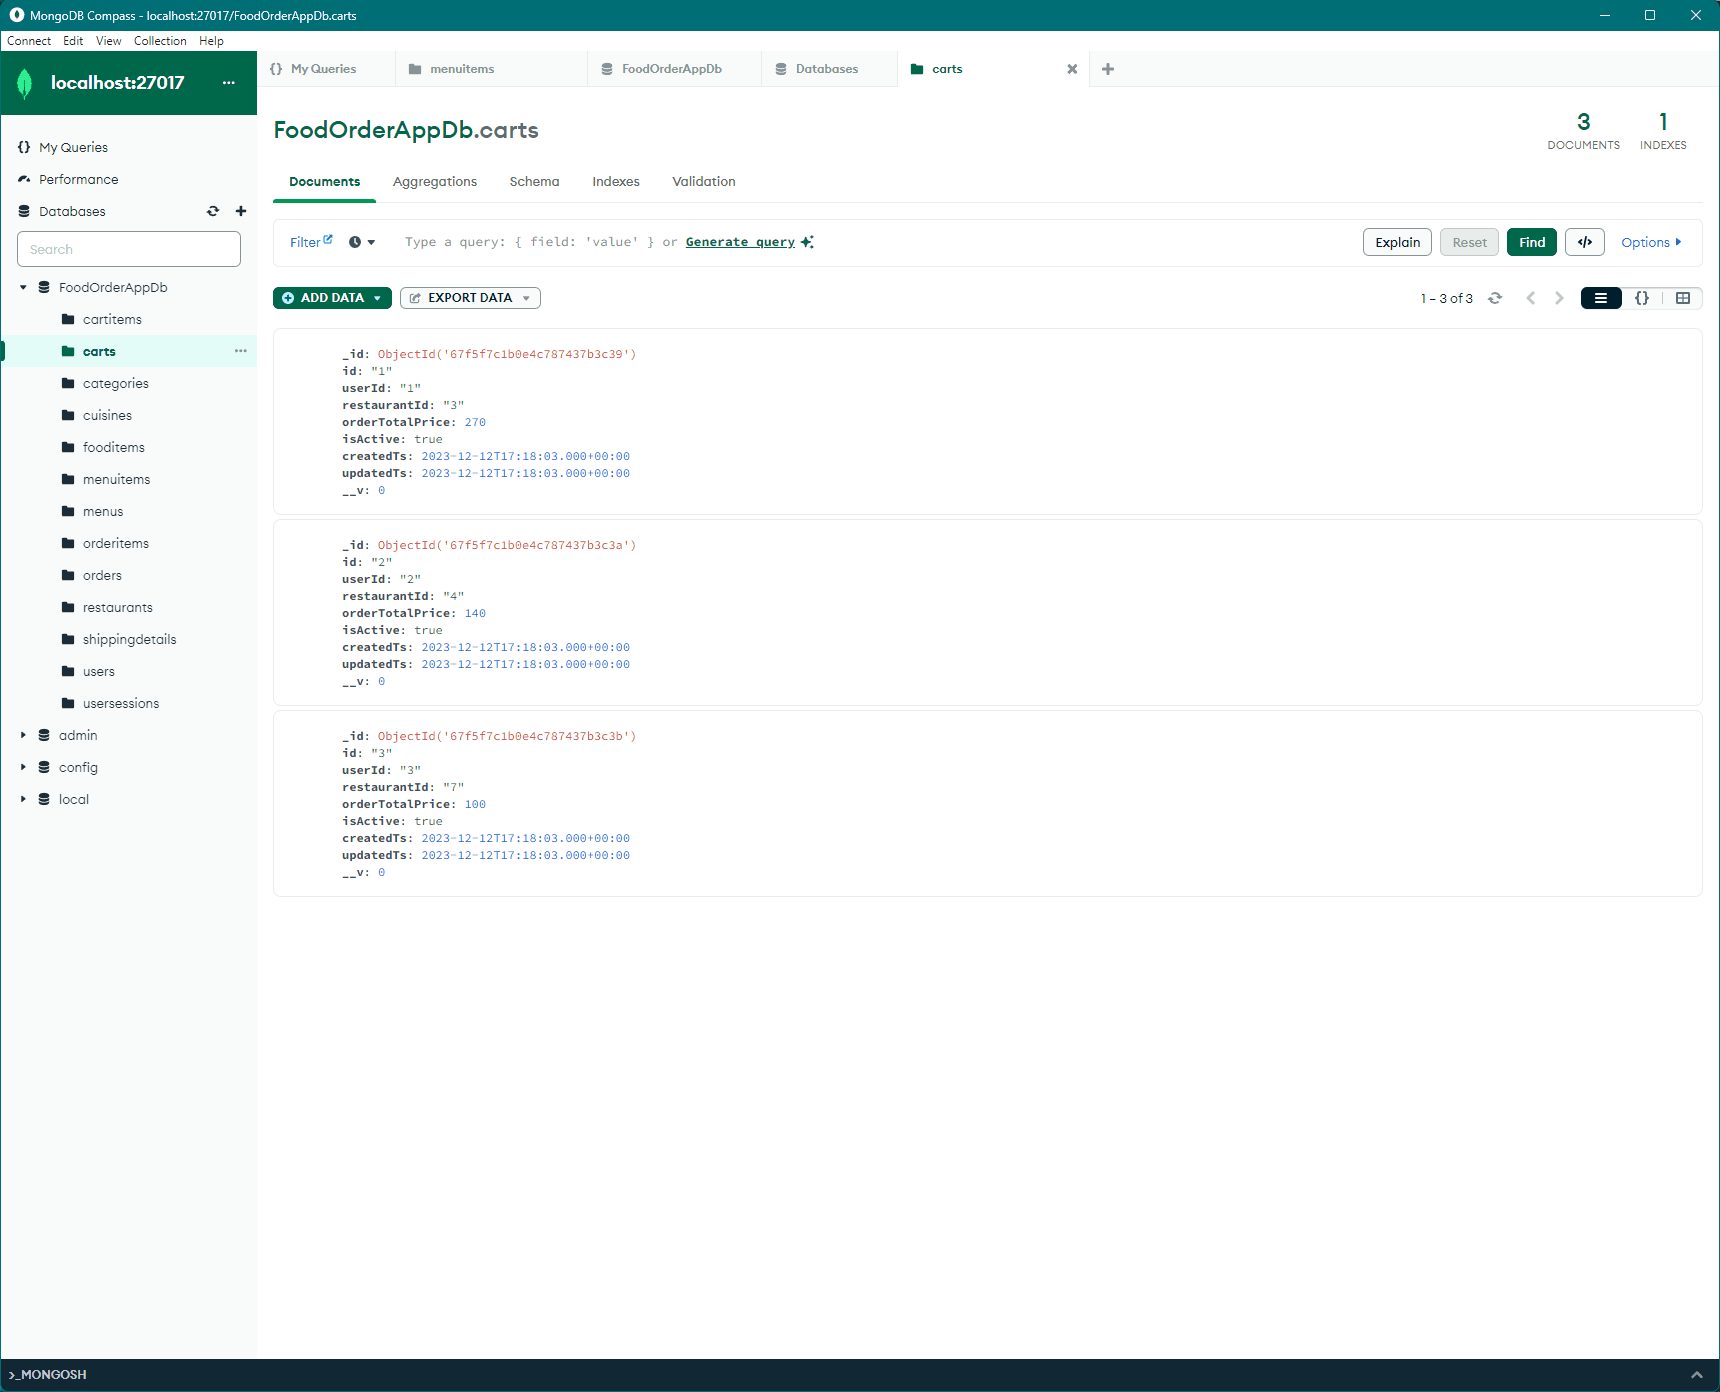 MongoDB Compass - localhost:27017/FoodOrderAppDb.carts
Connect Edit View Collection Help
localhost:27017 ...
My Queries
Performance
Databases
Search
FoodOrderAppDb
cartitems
carts ...
categories
cuisines
fooditems
menuitems
menus
orderitems
orders
restaurants
shippingdetails
users
usersessions
admin
config
local
{} My Queries menuitems FoodOrderAppDb Databases carts
FoodOrderAppDb.carts
3 DOCUMENTS
1 INDEXES
Documents Aggregations Schema Indexes Validation
Filter Type a query: { field: 'value' } or Generate query Explain Reset Find </> Options
ADD DATA EXPORT DATA 1 – 3 of 3 {}
_id: ObjectId('67f5f7c1b0e4c787437b3c39')
id: "1"
userId: "1"
restaurantId: "3"
orderTotalPrice: 270
isActive: true
createdTs: 2023-12-12T17:18:03.000+00:00
updatedTs: 2023-12-12T17:18:03.000+00:00
__v: 0
_id: ObjectId('67f5f7c1b0e4c787437b3c3a')
id: "2"
userId: "2"
restaurantId: "4"
orderTotalPrice: 140
isActive: true
createdTs: 2023-12-12T17:18:03.000+00:00
updatedTs: 2023-12-12T17:18:03.000+00:00
__v: 0
_id: ObjectId('67f5f7c1b0e4c787437b3c3b')
id: "3"
userId: "3"
restaurantId: "7"
orderTotalPrice: 100
isActive: true
createdTs: 2023-12-12T17:18:03.000+00:00
updatedTs: 2023-12-12T17:18:03.000+00:00
__v: 0
>_MONGOSH